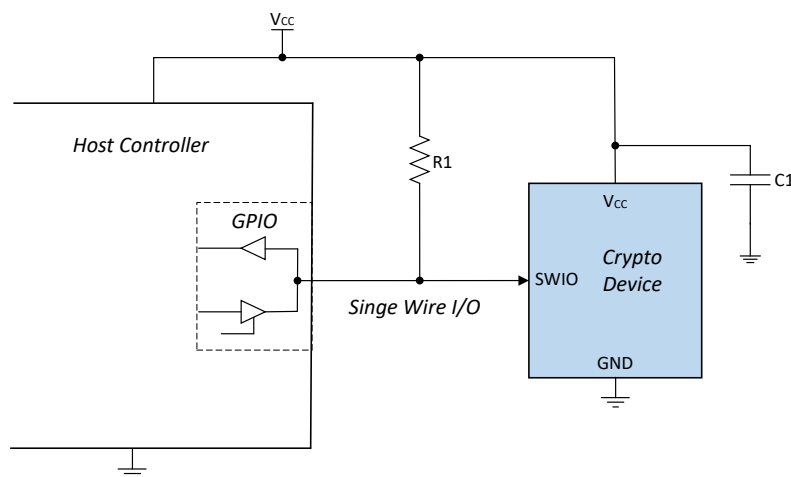 VCC
Host Controller
R1
C1
GPIO
VCC
Crypto
Device
SWIO
Singe Wire I/O
GND